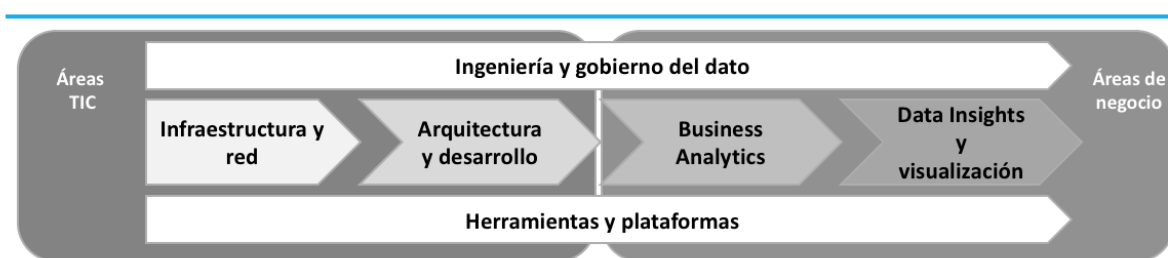 Ingeniería y gobierno del dato
Áreas
TIC
Áreas de
negocio
Infraestructura y
red
Arquitectura
y desarrollo
Business
Analytics
Data Insights
y
visualización
Herramientas y plataformas